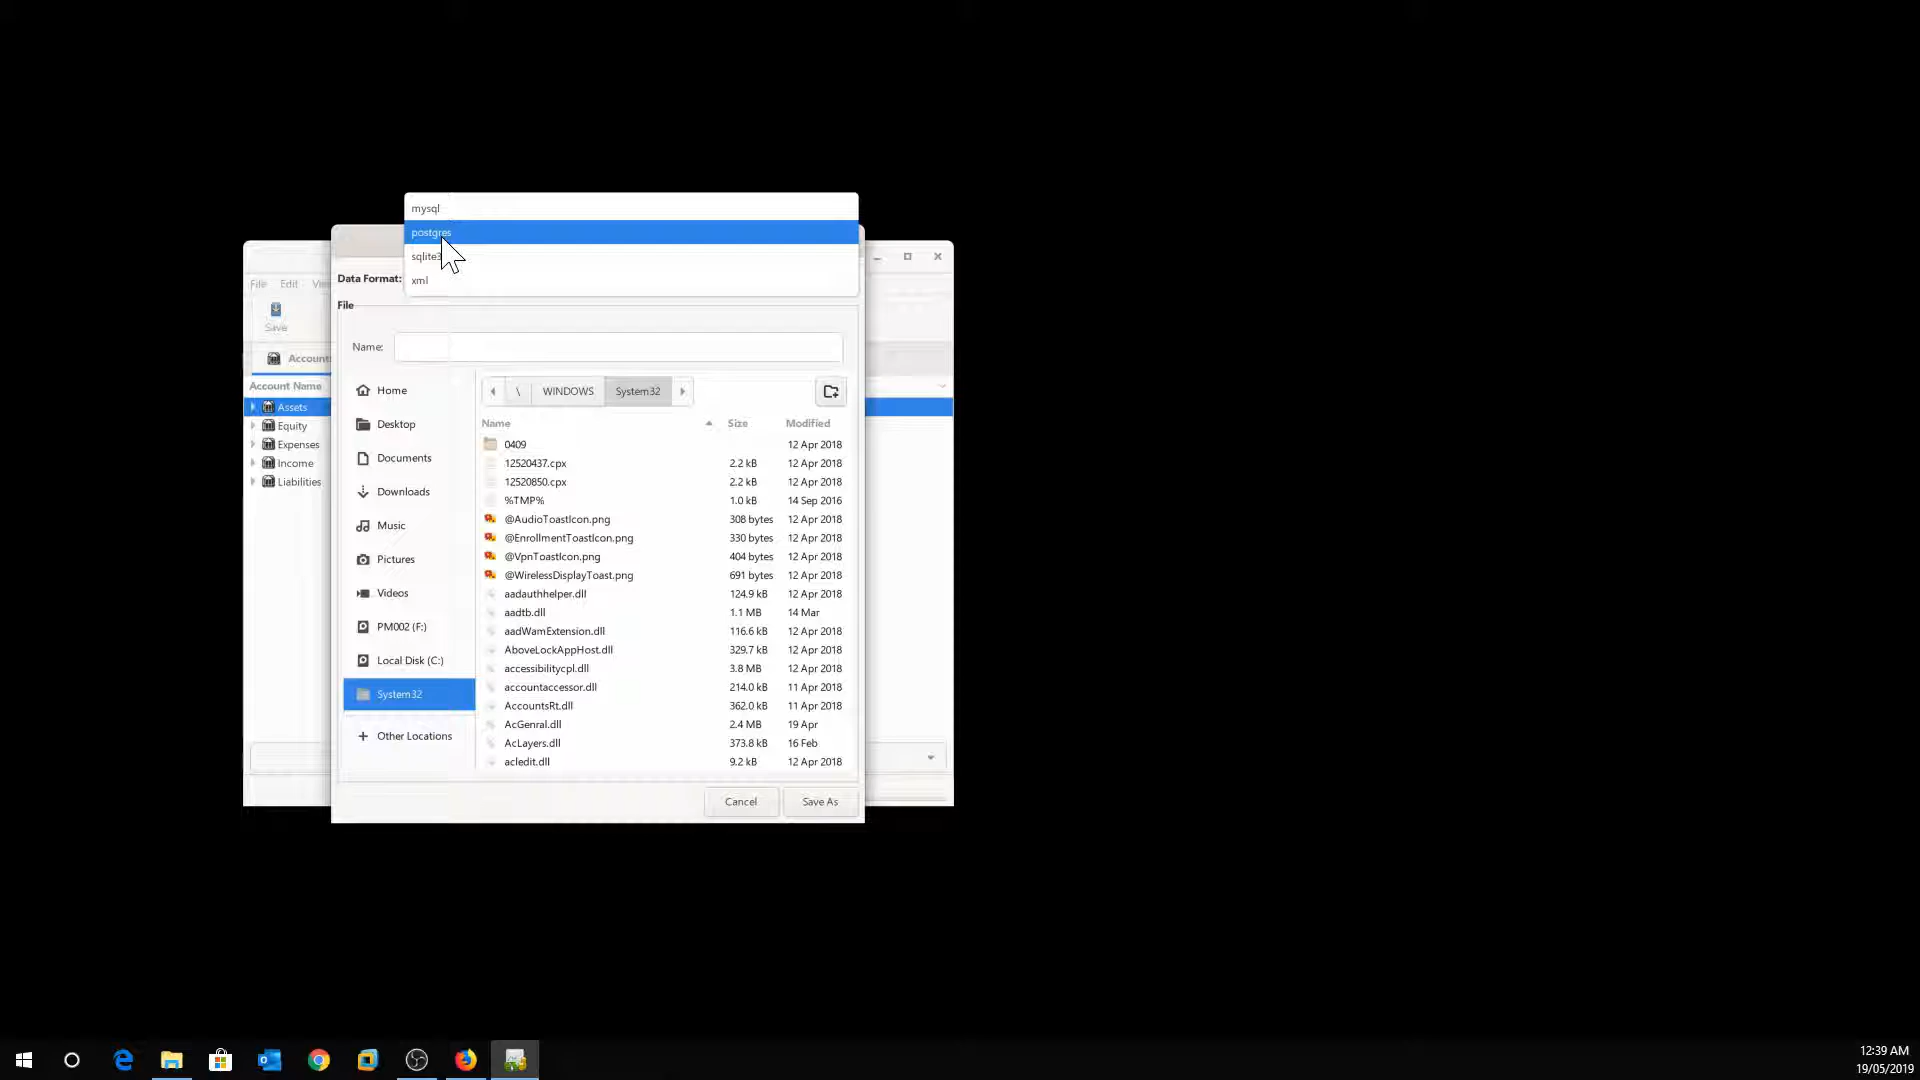 mysql
postgres
sqlite3
xml
Data Format:
File Edit
Save
Accounts
Account Name
Assets
Equity
Expenses
Income
Liabilities
File
Name:
Home
Desktop
Documents
Downloads
Music
Pictures
Videos
PM002 (F:)
Local Disk (C:)
System32
Other Locations
\ WINDOWS System32
Name Size Modified
0409 12 Apr 2018
12520437.cpx 2.2 kB 12 Apr 2018
12520850.cpx 2.2 kB 12 Apr 2018
%TMP% 1.0 kB 14 Sep 2016
@AudioToastIcon.png 308 bytes 12 Apr 2018
@EnrollmentToastIcon.png 330 bytes 12 Apr 2018
@VpnToastIcon.png 404 bytes 12 Apr 2018
@WirelessDisplayToast.png 691 bytes 12 Apr 2018
aadauthhelper.dll 124.9 kB 12 Apr 2018
aadtb.dll 1.1 MB 14 Mar
aadWamExtension.dll 116.6 kB 12 Apr 2018
AboveLockAppHost.dll 329.7 kB 12 Apr 2018
accessibilitycpl.dll 3.8 MB 12 Apr 2018
accountaccessor.dll 214.0 kB 11 Apr 2018
AccountsRt.dll 362.0 kB 11 Apr 2018
AcGenral.dll 2.4 MB 19 Apr
AcLayers.dll 373.8 kB 16 Feb
acledit.dll 9.2 kB 12 Apr 2018
Cancel
Save As
12:39 AM
19/05/2019